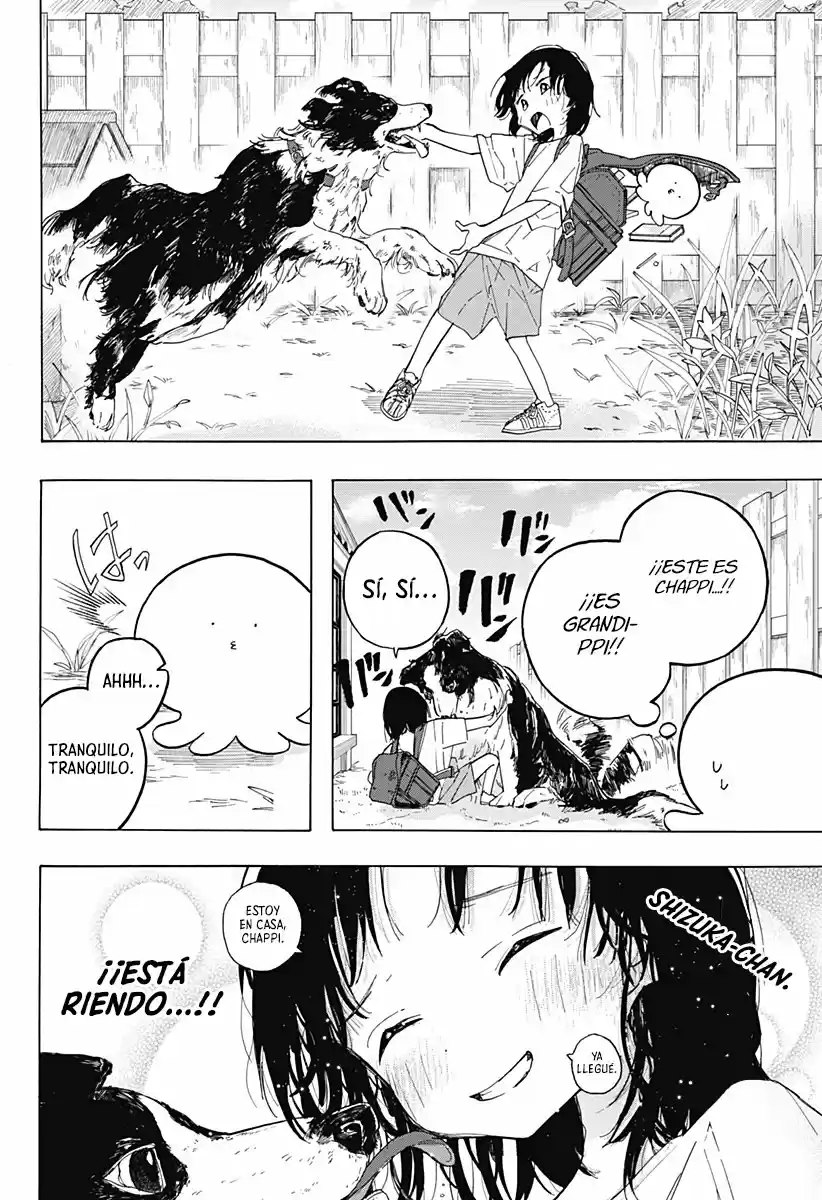 ¡¡ESTE ES
CHAPPI...!!
¡¡ES
GRANDI-
PPI!!
SÍ, SÍ...
バン
バン
バン
バン
はっ
AHHH...
TRANQUILO,
TRANQUILO.
SHIZUKA-CHAN.
ESTOY
EN CASA,
CHAPPI.
YA
LLEGUÉ.
¡¡ESTÁ
RIENDO...!!